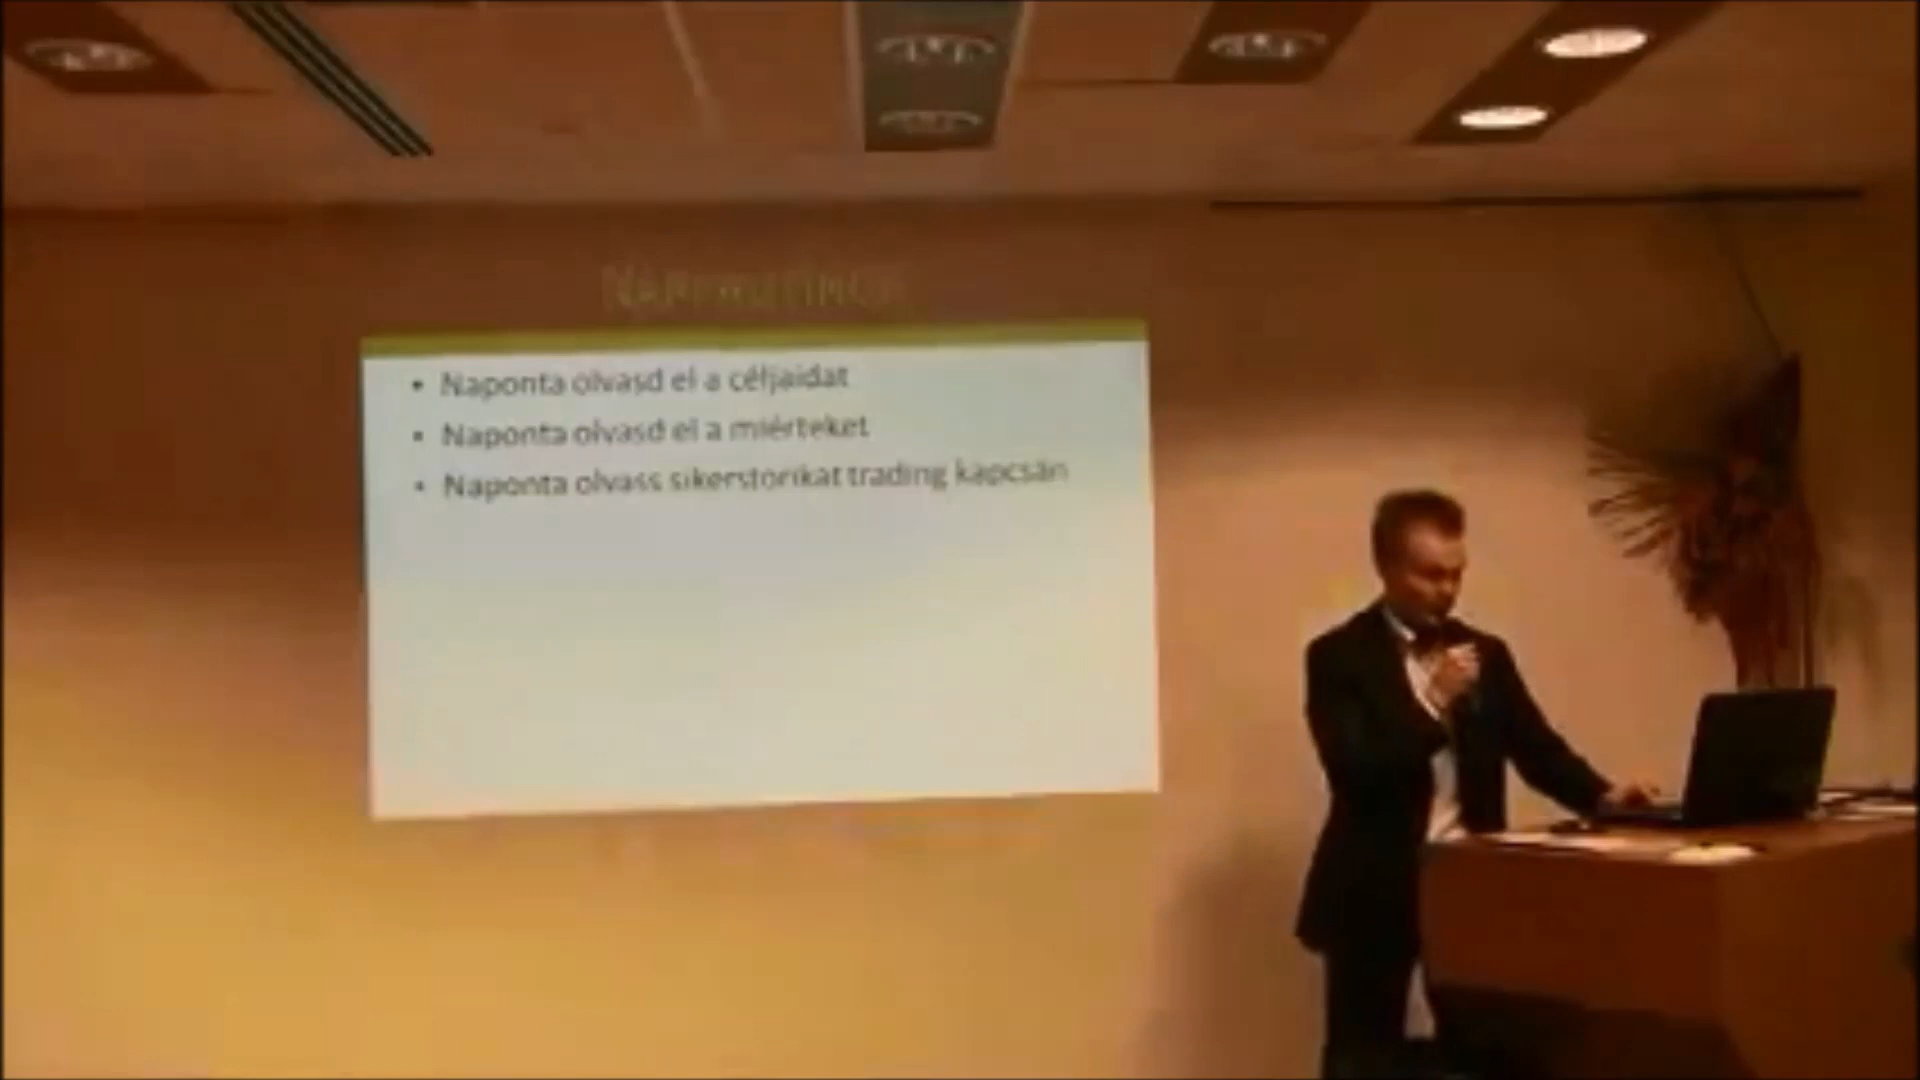 • Naponta olvasd el a céljaidat
• Naponta olvasd el a miérteket
• Naponta olvass sikerstorikat trading kapcsán